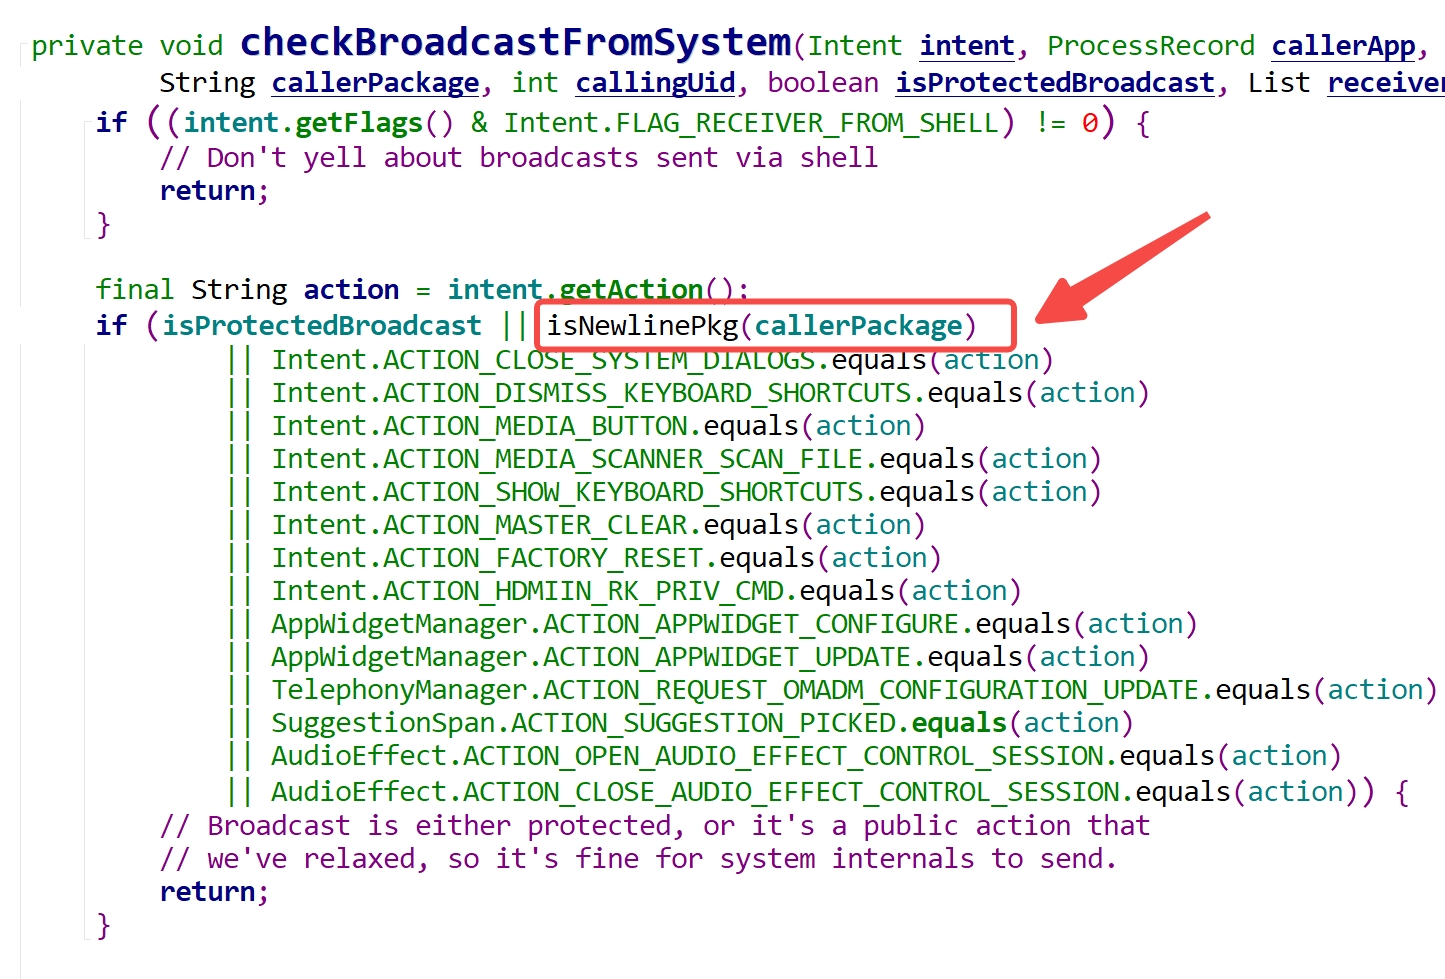 private void checkBroadcastFromSystem(Intent intent, ProcessRecord callerApp,
String callerPackage, int callingUid, boolean isProtectedBroadcast, List receiver
if ((intent.getFlags() & Intent.FLAG_RECEIVER_FROM_SHELL) != 0) {
// Don't yell about broadcasts sent via shell
return;
}
final String action = intent.getAction();
if (isProtectedBroadcast || isNewlinePkg(callerPackage)
|| Intent.ACTION_CLOSE_SYSTEM_DIALOGS.equals(action)
|| Intent.ACTION_DISMISS_KEYBOARD_SHORTCUTS.equals(action)
|| Intent.ACTION_MEDIA_BUTTON.equals(action)
|| Intent.ACTION_MEDIA_SCANNER_SCAN_FILE.equals(action)
|| Intent.ACTION_SHOW_KEYBOARD_SHORTCUTS.equals(action)
|| Intent.ACTION_MASTER_CLEAR.equals(action)
|| Intent.ACTION_FACTORY_RESET.equals(action)
|| Intent.ACTION_HDMIIN_RK_PRIV_CMD.equals(action)
|| AppWidgetManager.ACTION_APPWIDGET_CONFIGURE.equals(action)
|| AppWidgetManager.ACTION_APPWIDGET_UPDATE.equals(action)
|| TelephonyManager.ACTION_REQUEST_OMADM_CONFIGURATION_UPDATE.equals(action)
|| SuggestionSpan.ACTION_SUGGESTION_PICKED.equals(action)
|| AudioEffect.ACTION_OPEN_AUDIO_EFFECT_CONTROL_SESSION.equals(action)
|| AudioEffect.ACTION_CLOSE_AUDIO_EFFECT_CONTROL_SESSION.equals(action)) {
// Broadcast is either protected, or it's a public action that
// we've relaxed, so it's fine for system internals to send.
return;
}